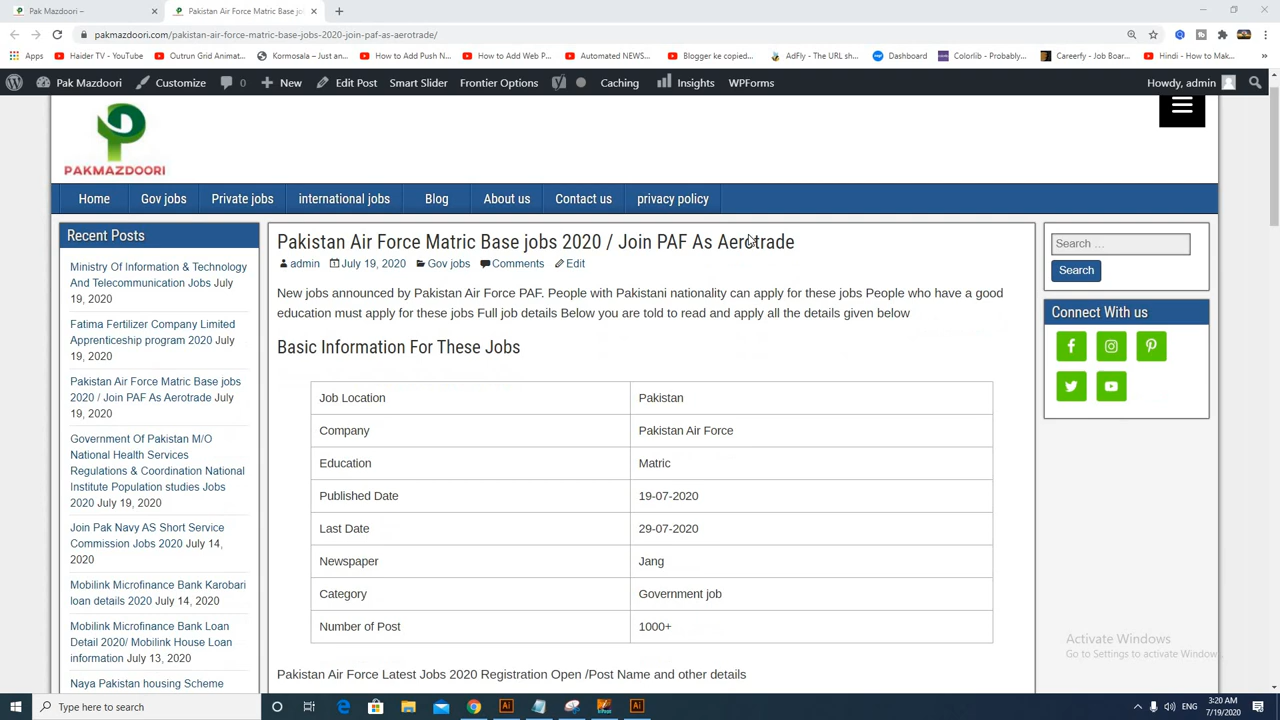 Pak Mazdoori –
Pakistan Air Force Matric Base jo
pakmazdoori.com/pakistan-air-force-matric-base-jobs-2020-join-paf-as-aerotrade/
Apps
Haider TV - YouTube
Outrun Grid Animat...
Kormosala – Just an...
How to Add Push N...
How to Add Web P...
Automated NEWS...
Blogger ke copied...
AdFly - The URL sh...
Dashboard
Colorlib - Probably...
Careerfy - Job Boar...
Hindi - How to Mak...
Pak Mazdoori
Customize
0
New
Edit Post
Smart Slider
Frontier Options
Caching
Insights
WPForms
Howdy, admin
PAKMAZDOORI
Home
Gov jobs
Private jobs
international jobs
Blog
About us
Contact us
privacy policy
Recent Posts
Ministry Of Information & Technology
And Telecommunication Jobs July
19, 2020
Fatima Fertilizer Company Limited
Apprenticeship program 2020 July
19, 2020
Pakistan Air Force Matric Base jobs
2020 / Join PAF As Aerotrade July
19, 2020
Government Of Pakistan M/O
National Health Services
Regulations & Coordination National
Institute Population studies Jobs
2020 July 19, 2020
Join Pak Navy AS Short Service
Commission Jobs 2020 July 14,
2020
Mobilink Microfinance Bank Karobari
loan details 2020 July 14, 2020
Mobilink Microfinance Bank Loan
Detail 2020/ Mobilink House Loan
information July 13, 2020
Naya Pakistan housing Scheme
Pakistan Air Force Matric Base jobs 2020 / Join PAF As Aerotrade
admin July 19, 2020 Gov jobs Comments Edit
New jobs announced by Pakistan Air Force PAF. People with Pakistani nationality can apply for these jobs People who have a good
education must apply for these jobs Full job details Below you are told to read and apply all the details given below
Basic Information For These Jobs
Job Location Pakistan
Company Pakistan Air Force
Education Matric
Published Date 19-07-2020
Last Date 29-07-2020
Newspaper Jang
Category Government job
Number of Post 1000+
Pakistan Air Force Latest Jobs 2020 Registration Open /Post Name and other details
Search …
Search
Connect With us
Activate Windows
Go to Settings to activate Windows.
Type here to search
ENG
3:20 AM
7/19/2020